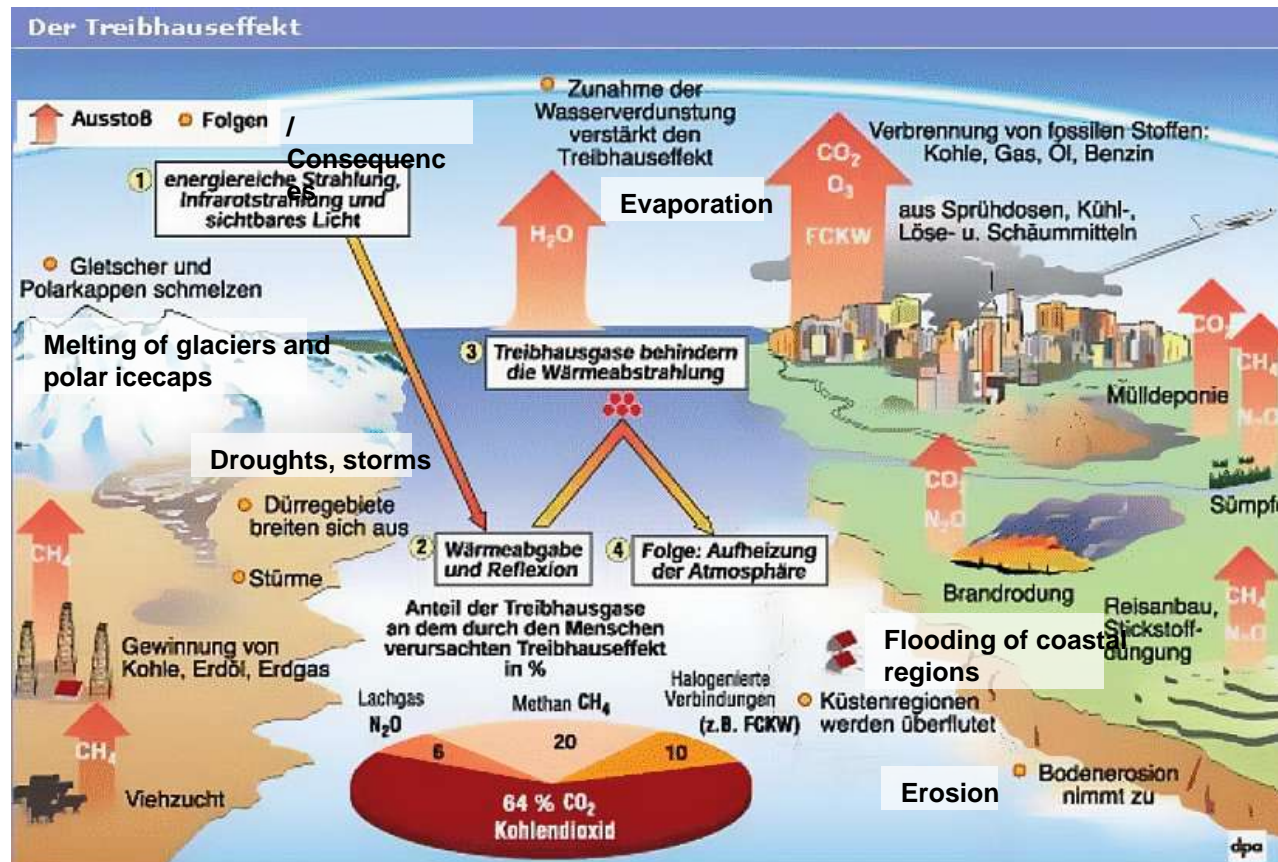 Der Treibhauseffekt
Ausstoß
Folgen
/
Consequenc
es
1
energiereiche Strahlung,
Infrarotstrahlung und
sichtbares Licht
Zunahme der
Wasserverdunstung
verstärkt den
Treibhauseffekt
H2O
Evaporation
CO2
O3
FCKW
Verbrennung von fossilen Stoffen:
Kohle, Gas, Öl, Benzin
aus Sprühdosen, Kühl-,
Löse- u. Schäummitteln
Gletscher und
Polarkappen schmelzen
Melting of glaciers and
polar icecaps
3
Treibhausgase behindern
die Wärmeabstrahlung
CO2
CH4
N2O
Mülldeponie
Sümpfe
Droughts, storms
Dürregebiete
breiten sich aus
Stürme
CH4
Gewinnung von
Kohle, Erdöl, Erdgas
CH4
Viehzucht
2
Wärmeabgabe
und Reflexion
4
Folge: Aufheizung
der Atmosphäre
CO2
N2O
Brandrodung
CH4
N2O
Reisanbau,
Stickstoff-
düngung
Anteil der Treibhausgase
an dem durch den Menschen
verursachten Treibhauseffekt
in %
Lachgas
N2O
Methan CH4
Halogenierte
Verbindungen
(z.B. FCKW)
6
20
10
64 % CO2
Kohlendioxid
Flooding of coastal
regions
Küstenregionen
werden überflutet
Erosion
Bodenerosion
nimmt zu
dpa